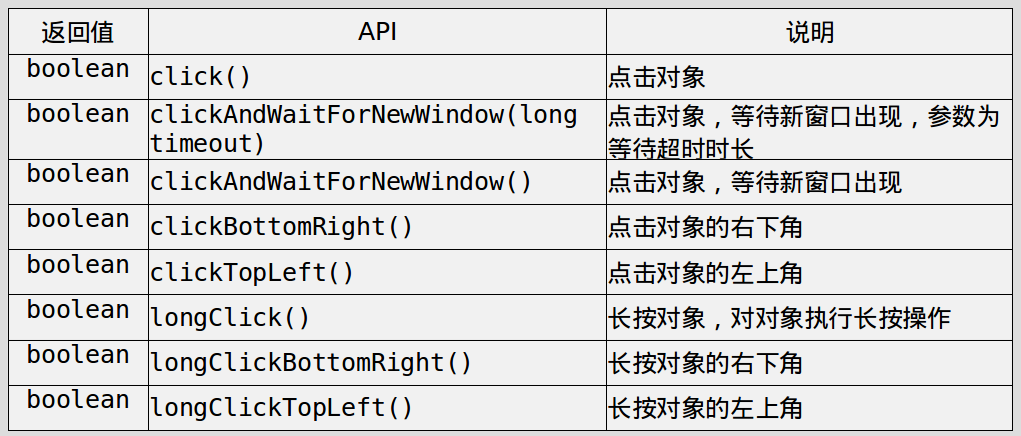 返回值 API 说明
boolean click() 点击对象
boolean clickAndWaitForNewWindow(long 点击对象，等待新窗口出现，参数为
timeout) 等待超时时长
boolean clickAndWaitForNewWindow() 点击对象，等待新窗口出现
boolean clickBottomRight() 点击对象的右下角
boolean clickTopLeft() 点击对象的左上角
boolean longClick() 长按对象，对对象执行长按操作
boolean longClickBottomRight() 长按对象的右下角
boolean longClickTopLeft() 长按对象的左上角